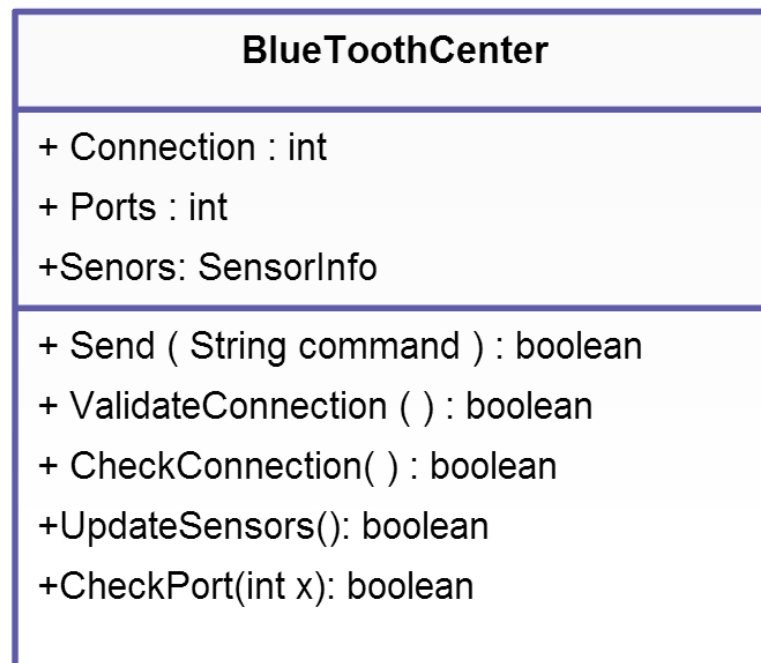 BlueToothCenter
+ Connection : int
+ Ports : int
+Senors: SensorInfo
+ Send ( String command ) : boolean
+ ValidateConnection ( ) : boolean
+ CheckConnection( ) : boolean
+UpdateSensors(): boolean
+CheckPort(int x): boolean